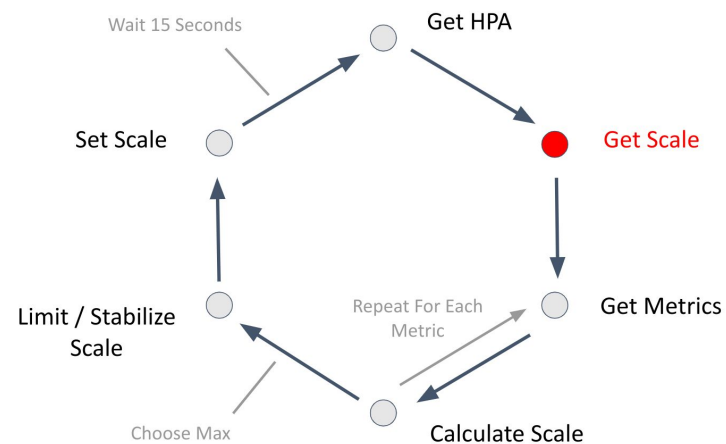 Wait 15 Seconds
Get HPA
Set Scale
Get Scale
Repeat For Each
Metric
Get Metrics
Limit / Stabilize
Scale
Choose Max
Calculate Scale